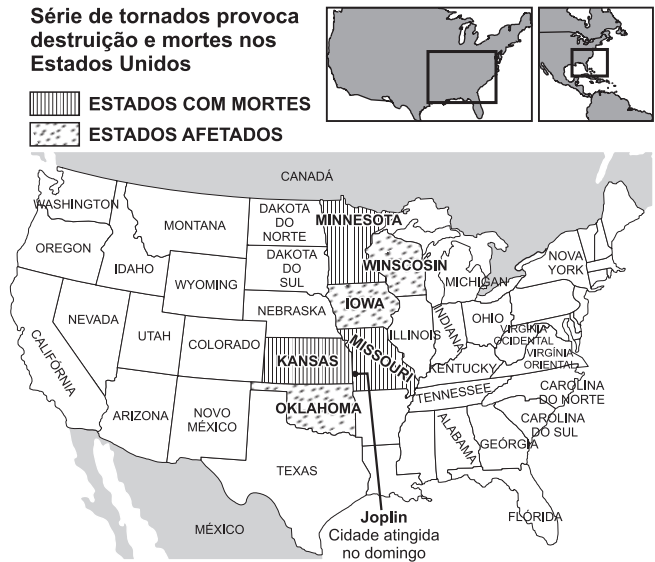 Série de tornados provoca
destruição e mortes nos
Estados Unidos
ESTADOS COM MORTES
ESTADOS AFETADOS
CANADÁ
WASHINGTON
MONTANA
DAKOTA
DO
NORTE
MINNESOTA
OREGON
IDAHO
WYOMING
DAKOTA
DO
SUL
WINSCOSIN
MICHIGAN
NOVA
YORK
NEVADA
UTAH
COLORADO
NEBRASKA
IOWA
ILLINOIS
INDIANA
OHIO
VIRGÍNIA
OCIDENTAL
VIRGÍNIA
ORIENTAL
CALIFÓRNIA
KANSAS
MISSOURI
KENTUCKY
TENNESSEE
CAROLINA
DO NORTE
ARIZONA
NOVO
MÉXICO
OKLAHOMA
CAROLINA
DO SUL
ALABAMA
GEÓRGIA
TEXAS
FLÓRIDA
MÉXICO
Joplin
Cidade atingida
no domingo